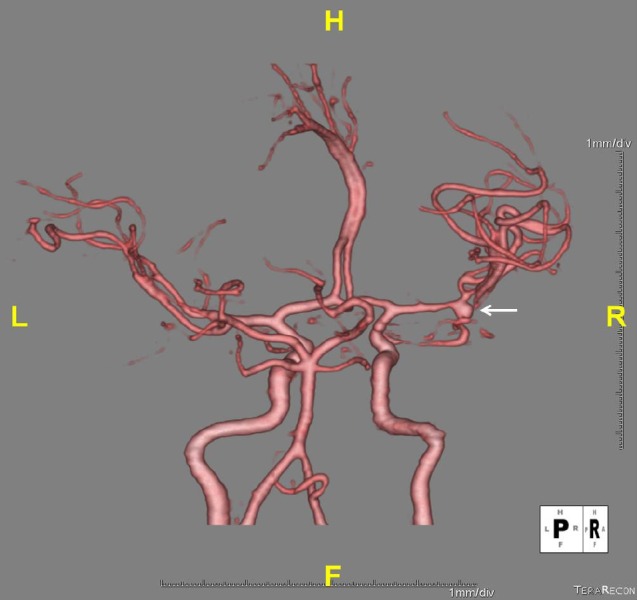 H
1mm/div
L
R
H H
L P R P R A
F F
F
1mm/div
TERARECON